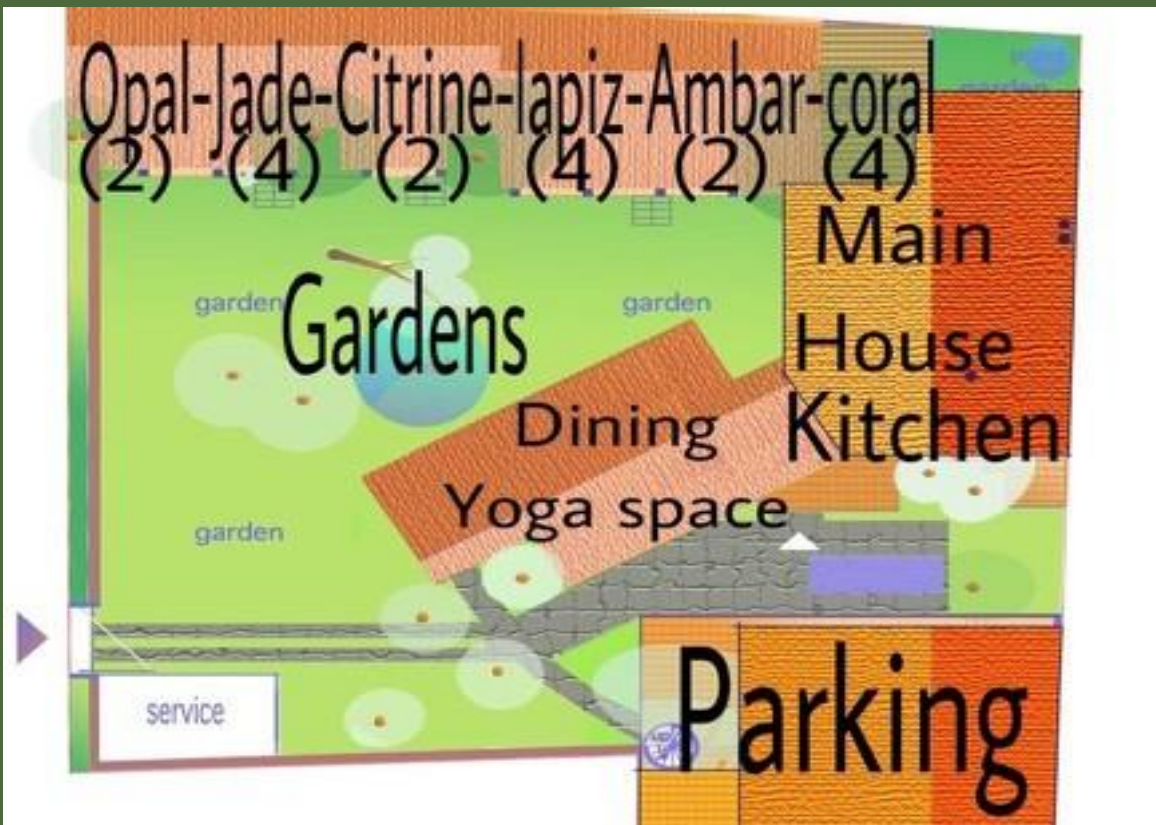 Opal-Jade-Citrine-lapiz-Ambar-coral
(2) (4) (2) (4) (2) (4)
garden
Main
garden
Gardens
garden
House
Dining
Kitchen
Yoga space
garden
service
Parking